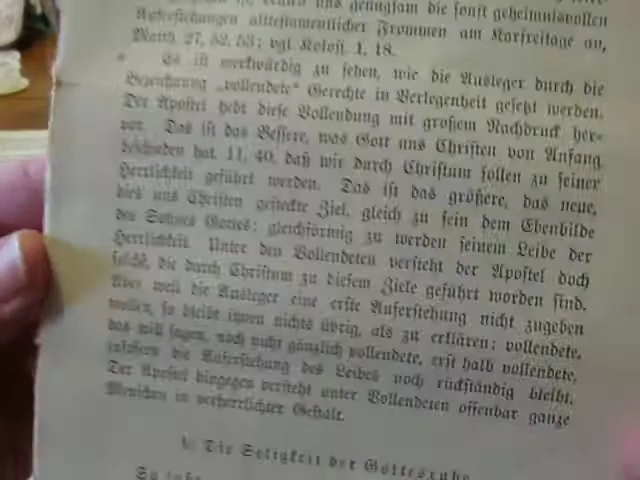 und genugsam die sonst geheimnisvollen
Auferstehungen alttestamentlicher Frommen am Karfreitage an,
Matth. 27, 52. 53; vgl. Koloss. 1, 18.
Es ist merkwürdig zu sehen, wie die Ausleger durch die
Bezeichnung „vollendete“ Gerechte in Verlegenheit gesetzt werden.
Der Apostel hebt diese Vollendung mit großem Nachdruck her-
vor. Das ist das Bessere, was Gott uns Christen von Anfang
beschieden hat, 11, 40, daß wir durch Christum sollen zu seiner
Herrlichkeit geführt werden. Das ist das größere, das neue,
dies uns Christen gesteckte Ziel, gleich zu sein dem Ebenbilde
des Sohnes Gottes; gleichförmig zu werden seinem Leibe der
Herrlichkeit. Unter den Vollendeten versteht der Apostel doch
solche, die durch Christum zu diesem Ziele geführt worden sind.
Aber weil die Ausleger eine erste Auferstehung nicht zugeben
wollen, so bleibt ihnen nichts übrig, als zu erklären: vollendete,
das will sagen, noch nicht gänzlich vollendete, erst halb vollendete,
insofern die Auferstehung des Leibes noch rückständig bleibt.
Der Apostel hingegen versteht unter Vollendeten offenbar ganze
Menschen in verherrlichter Gestalt.
Die Seligkeit der Gottesruhe
So